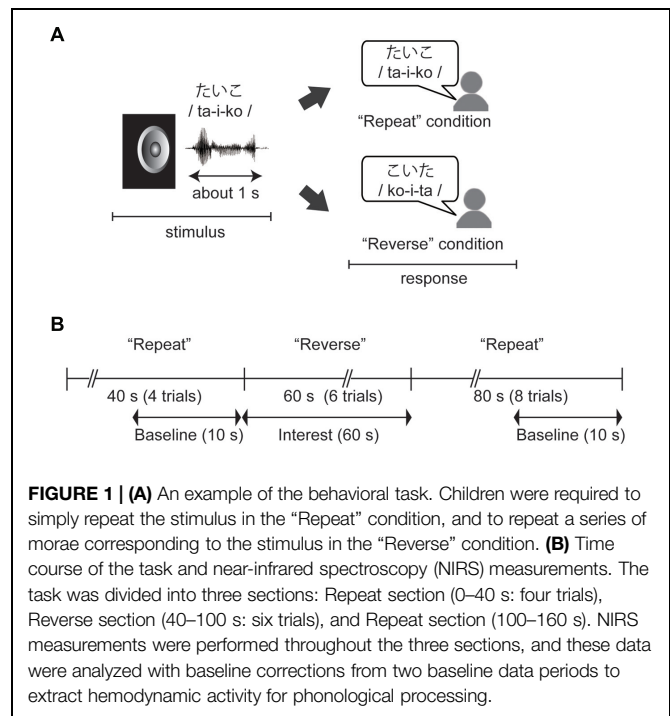 A
たいこ
/ ta-i-ko /
about 1 s
stimulus
たいこ
/ ta-i-ko /
“Repeat” condition
こいた
/ ko-i-ta /
“Reverse” condition
response
B
“Repeat”
“Reverse”
“Repeat”
40 s (4 trials)
60 s (6 trials)
80 s (8 trials)
Baseline (10 s)
Interest (60 s)
Baseline (10 s)
FIGURE 1 | (A) An example of the behavioral task. Children were required to
simply repeat the stimulus in the “Repeat” condition, and to repeat a series of
morae corresponding to the stimulus in the “Reverse” condition. (B) Time
course of the task and near-infrared spectroscopy (NIRS) measurements. The
task was divided into three sections: Repeat section (0–40 s: four trials),
Reverse section (40–100 s: six trials), and Repeat section (100–160 s). NIRS
measurements were performed throughout the three sections, and these data
were analyzed with baseline corrections from two baseline data periods to
extract hemodynamic activity for phonological processing.